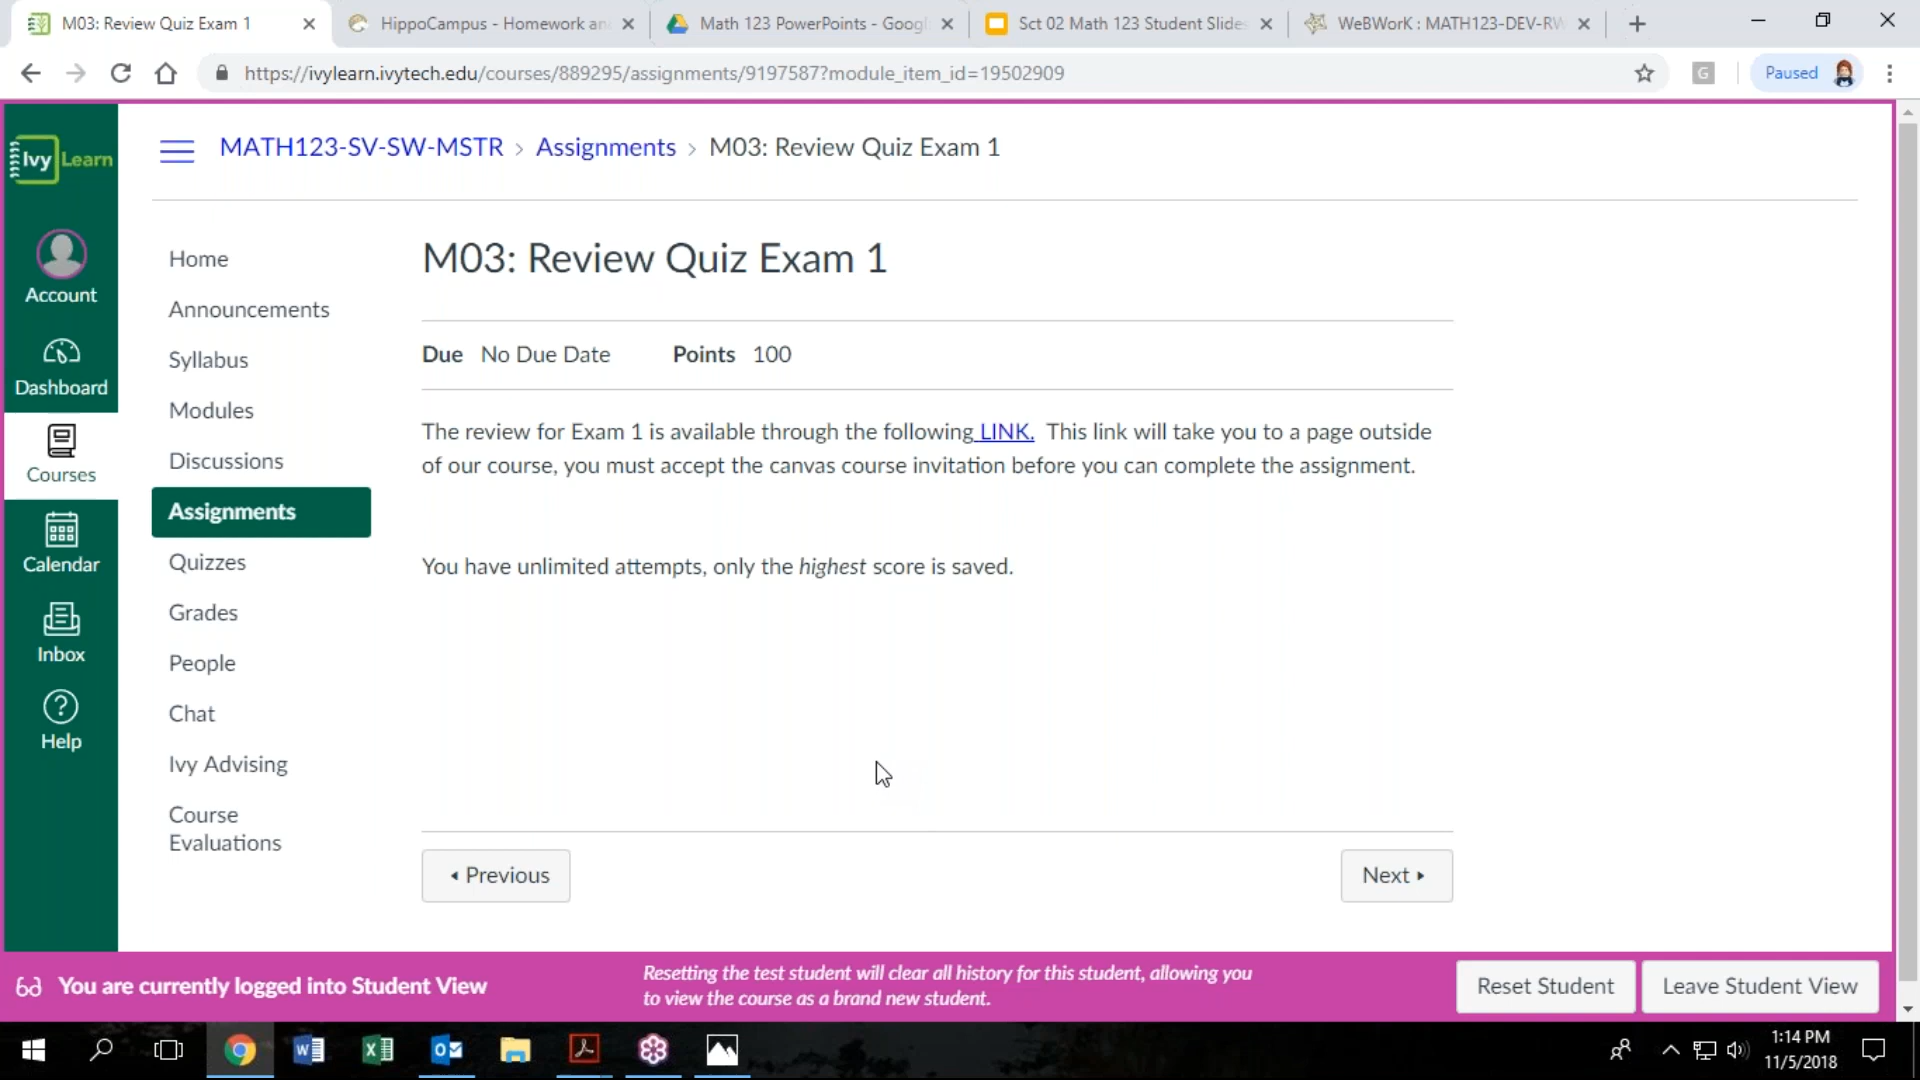 M03: Review Quiz Exam 1
HippoCampus - Homework an
Math 123 PowerPoints - Googl
Sct 02 Math 123 Student Slides
WeBWorK : MATH123-DEV-RW
https://ivylearn.ivytech.edu/courses/889295/assignments/9197587?module_item_id=19502909
G
Paused
Ivy Learn
MATH123-SV-SW-MSTR > Assignments > M03: Review Quiz Exam 1
Account
Dashboard
Courses
Calendar
Inbox
Help
Home
Announcements
Syllabus
Modules
Discussions
Assignments
Quizzes
Grades
People
Chat
Ivy Advising
Course
Evaluations
M03: Review Quiz Exam 1
Due No Due Date Points 100
The review for Exam 1 is available through the following LINK. This link will take you to a page outside
of our course, you must accept the canvas course invitation before you can complete the assignment.
You have unlimited attempts, only the highest score is saved.
Previous
Next
You are currently logged into Student View
Resetting the test student will clear all history for this student, allowing you
to view the course as a brand new student.
Reset Student
Leave Student View
1:14 PM
11/5/2018